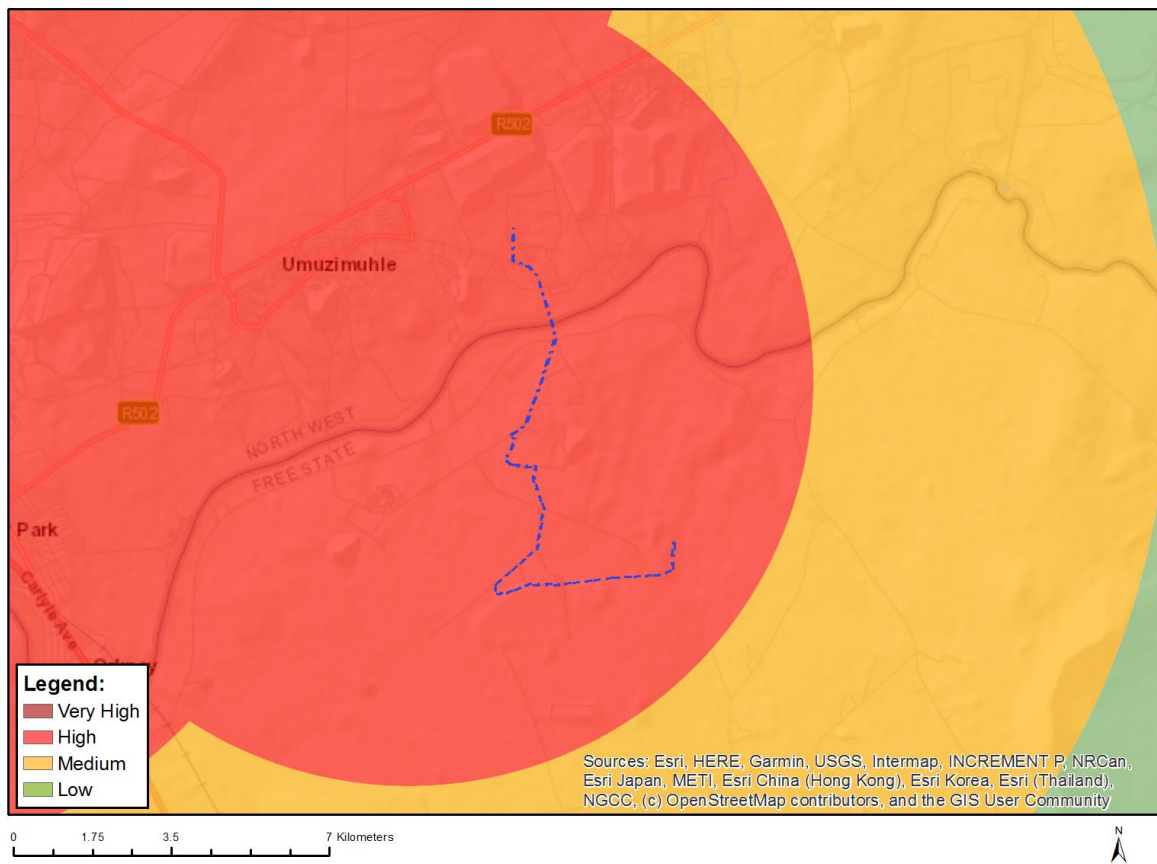 R502
Umuzimuhle
R502
NORTH WEST
FREE STATE
Park
Carlyle Ave
Orkney
Legend:
Very High
High
Medium
Low
Sources: Esri, HERE, Garmin, USGS, Intermap, INCREMENT P, NRCan,
Esri Japan, METI, Esri China (Hong Kong), Esri Korea, Esri (Thailand),
NGCC, (c) OpenStreetMap contributors, and the GIS User Community
0 1.75 3.5 7 Kilometers
N